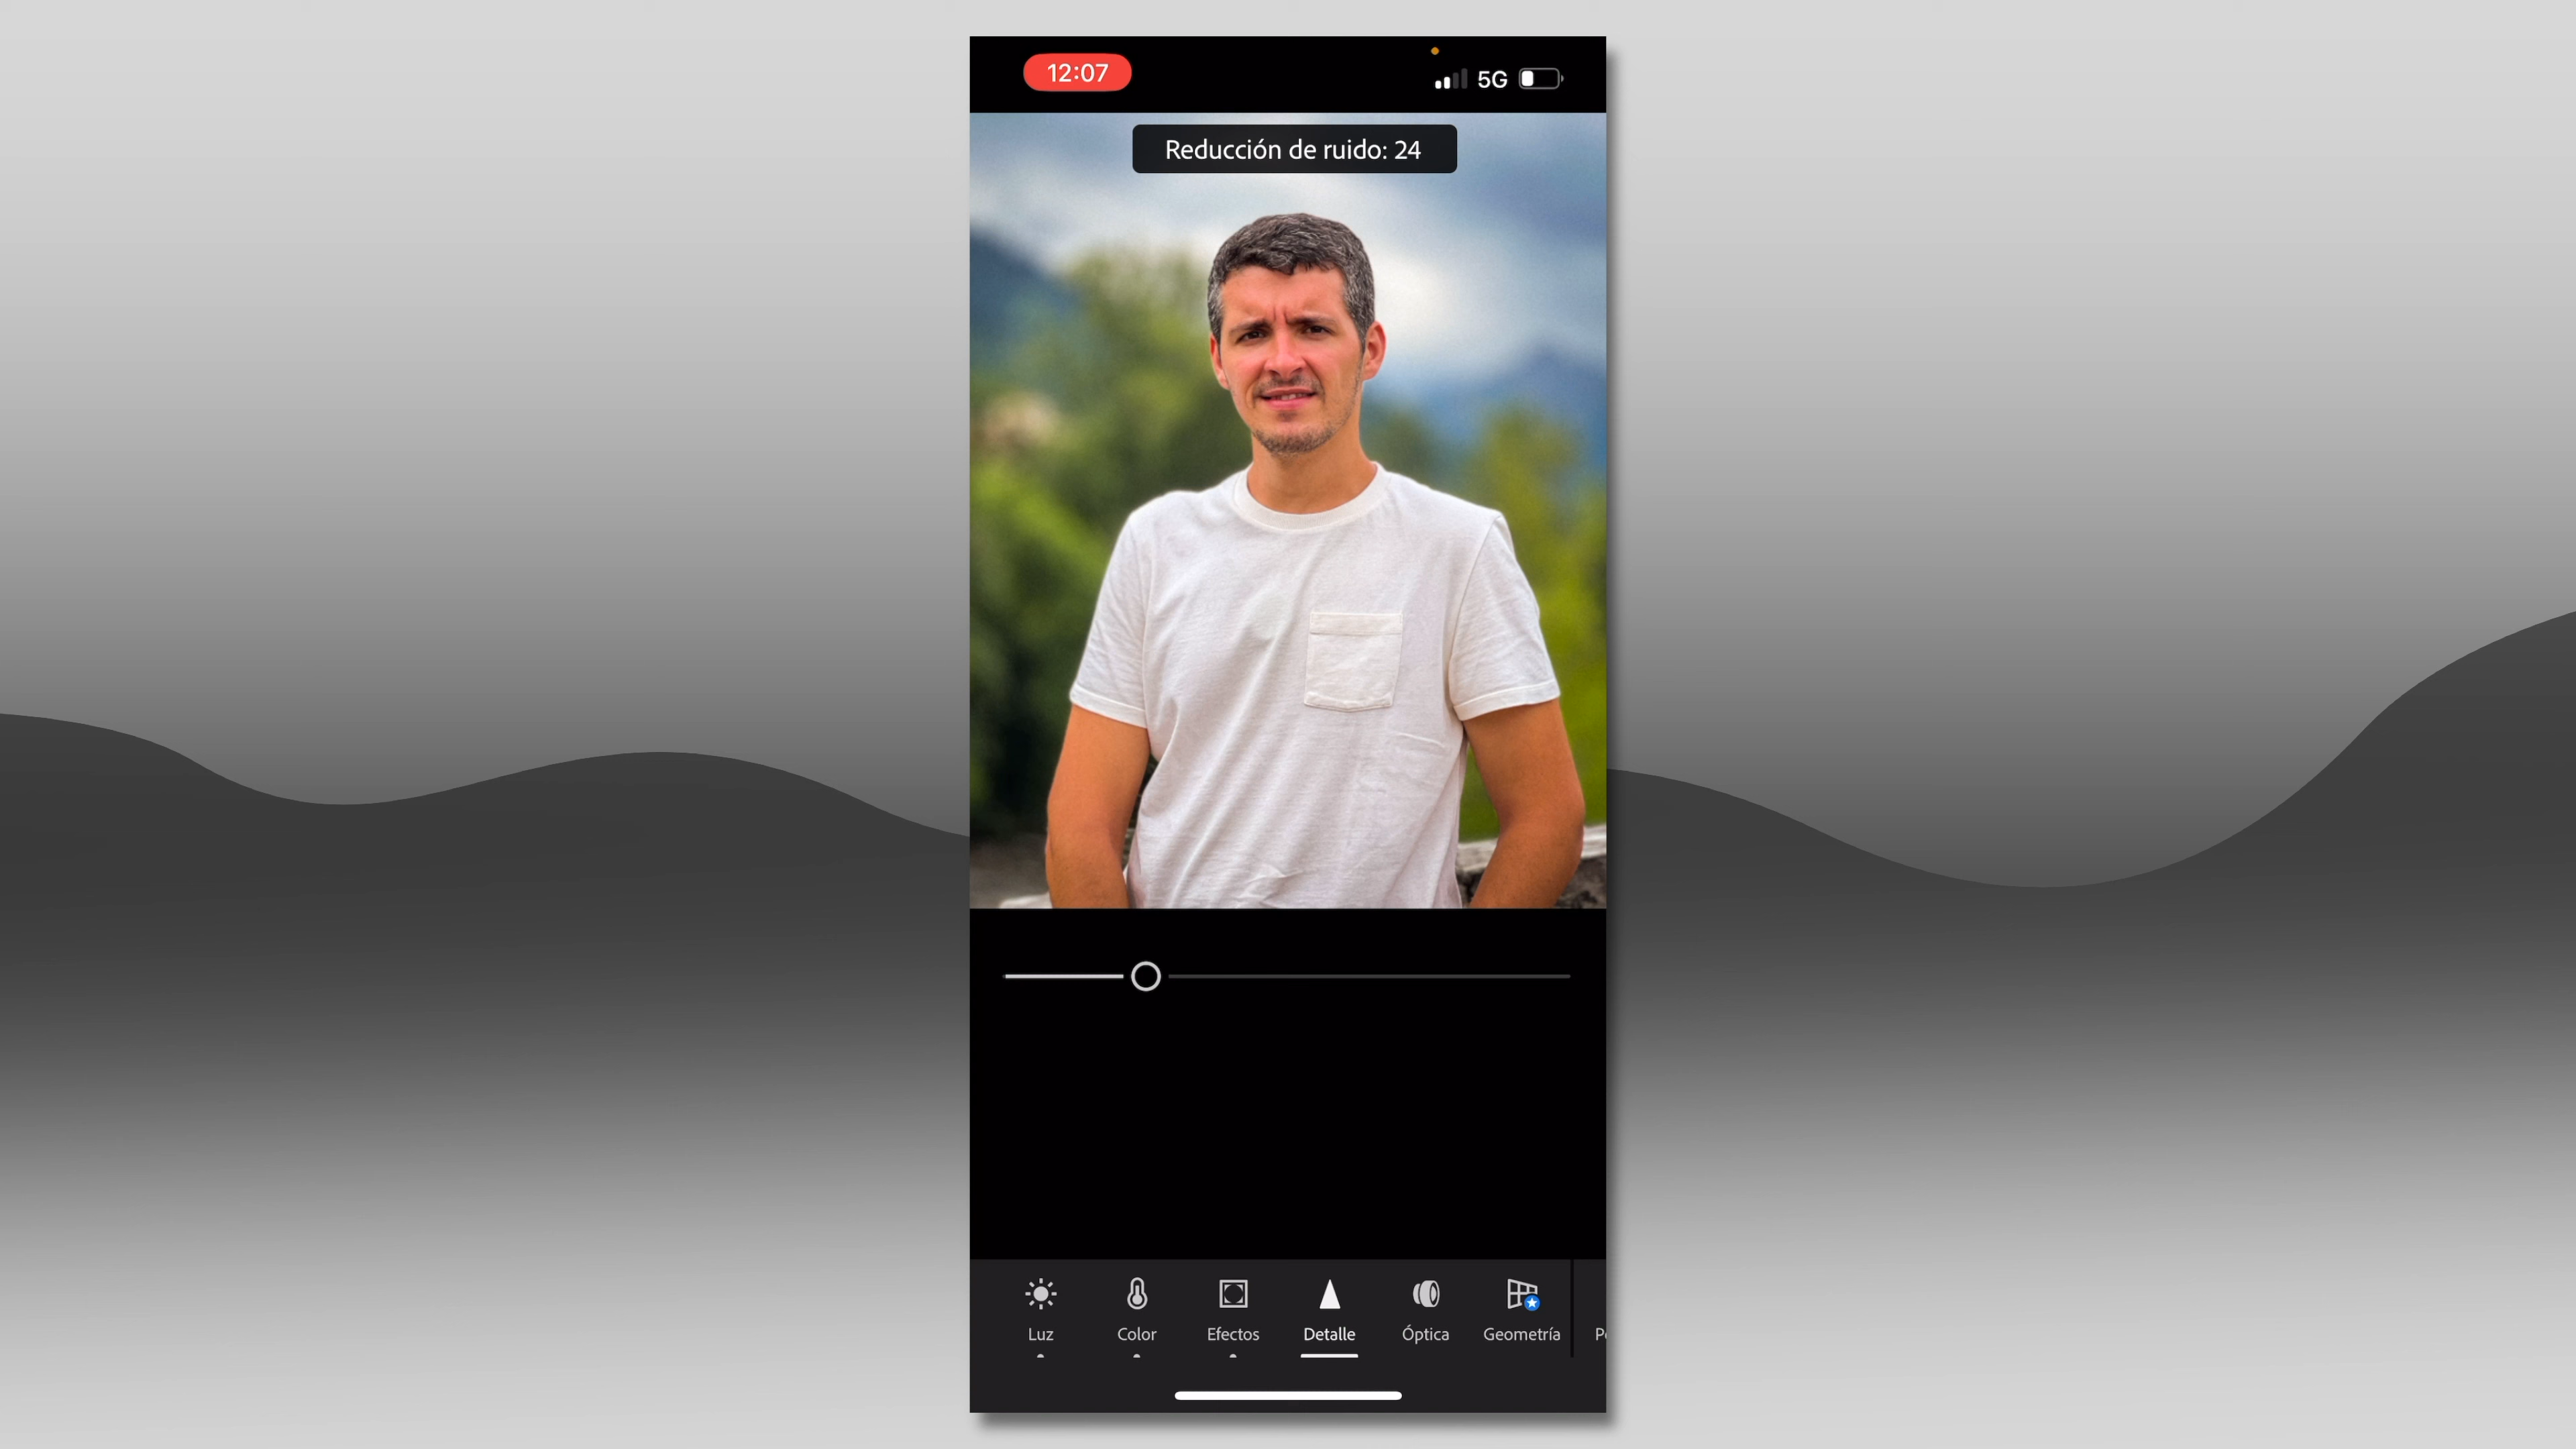 12:07
5G
Reducción de ruido: 24
Luz
Color
Efectos
Detalle
Óptica
Geometría